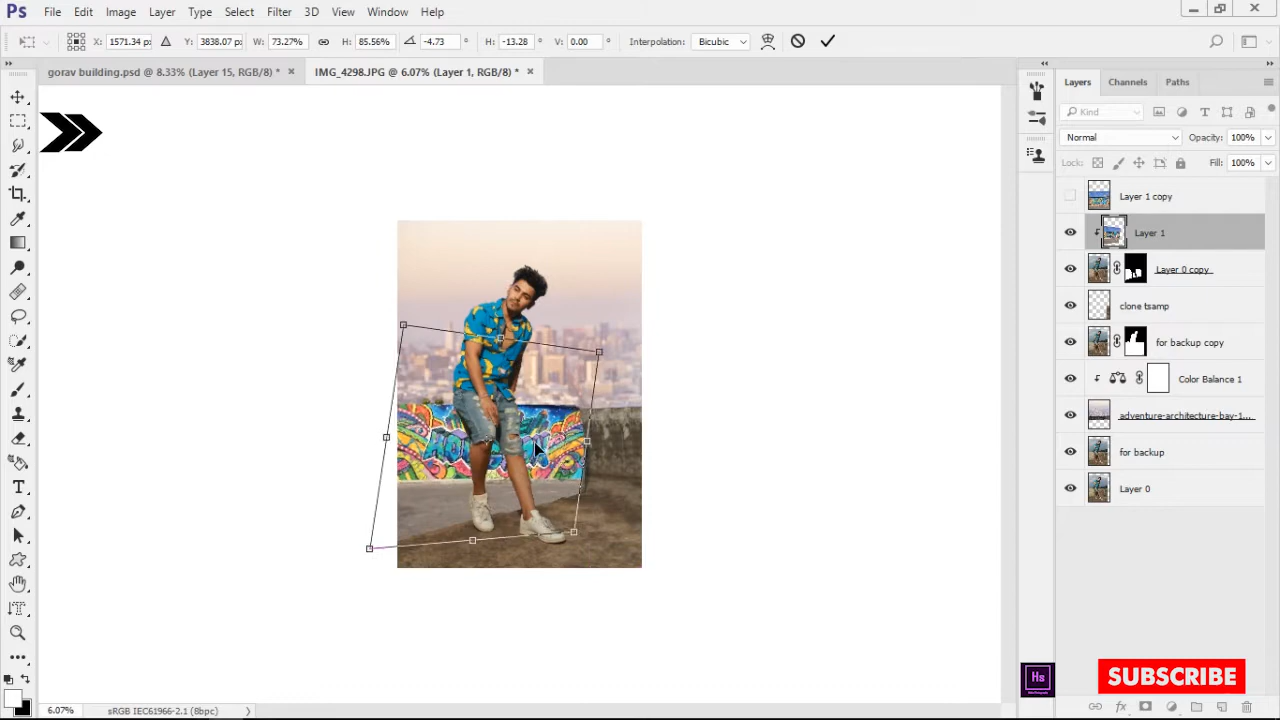 Ps File Edit Image Layer Type Select Filter 3D View Window Help
X: 1571.34 px Y: 3838.07 px W: 73.27% H: 85.56% -4.73 ° H: -13.28 ° V: 0.00 ° Interpolation: Bicubic
gorav building.psd @ 8.33% (Layer 15, RGB/8) * × IMG_4298.JPG @ 6.07% (Layer 1, RGB/8) * ×
Layers Channels Paths
Kind
Normal Opacity: 100%
Lock: Fill: 100%
Layer 1 copy
Layer 1
Layer 0 copy
clone tsamp
for backup copy
Color Balance 1
adventure-architecture-bay-1...
for backup
Layer 0
Hs
SUBSCRIBE
6.07% sRGB IEC61966-2.1 (8bpc)
fx